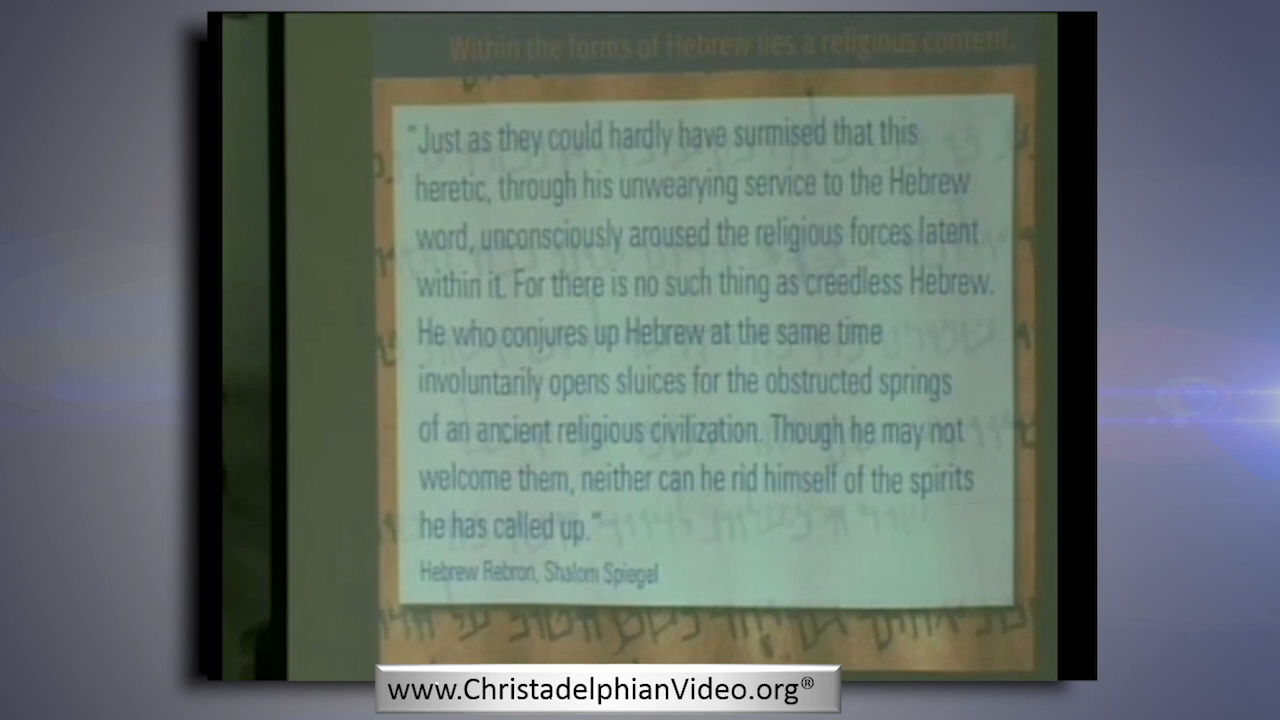 Within the forms of Hebrew lies a religious content.
"Just as they could hardly have surmised that this
heretic, through his unwearying service to the Hebrew
word, unconsciously aroused the religious forces latent
within it. For there is no such thing as creedless Hebrew.
He who conjures up Hebrew at the same time
involuntarily opens sluices for the obstructed springs
of an ancient religious civilization. Though he may not
welcome them, neither can he rid himself of the spirits
he has called up."
Hebrew Rebron, Shalom Spiegel
www.ChristadelphianVideo.org®